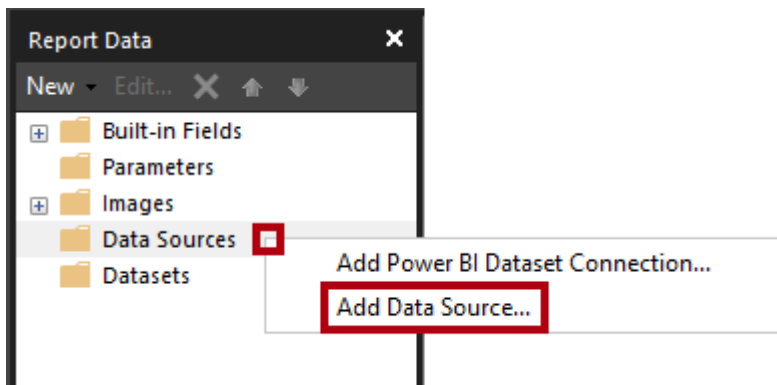 Report Data
New Edit...
Built-in Fields
Parameters
Images
Data Sources
Datasets
Add Power BI Dataset Connection...
Add Data Source...